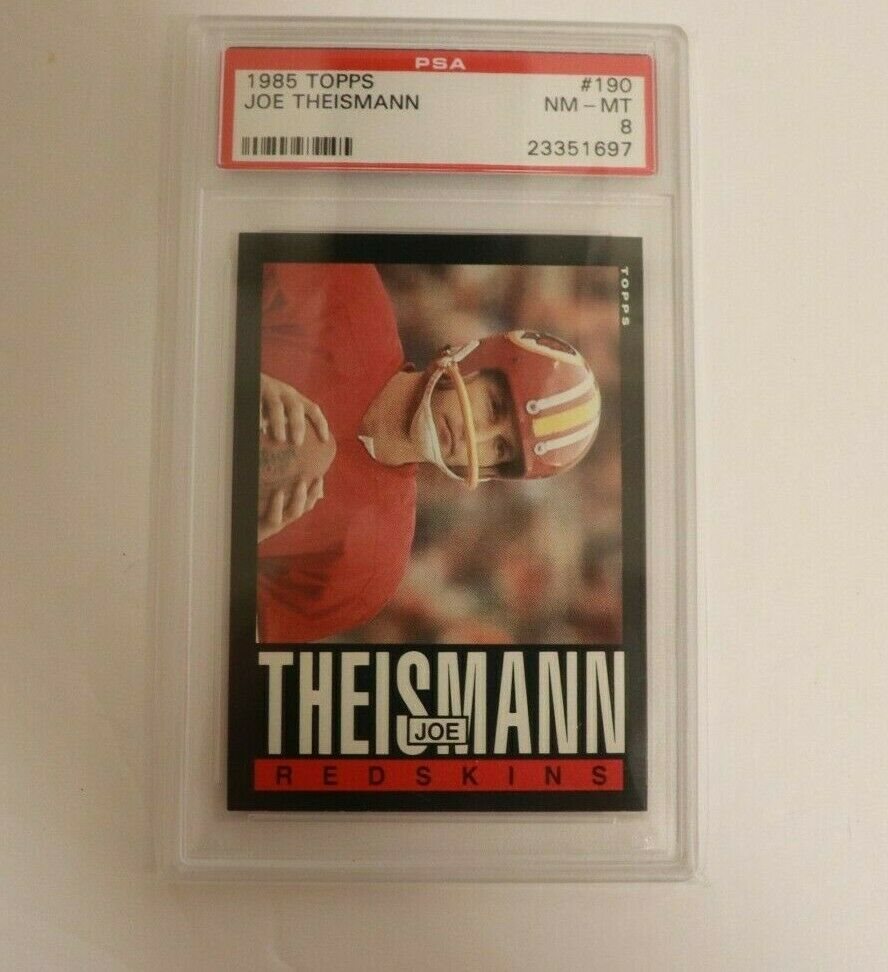 PSA
1985 TOPPS #190
JOE THEISMANN NM - MT
8
23351697
TOPPS
THEISMANN
JOE
REDSKINS